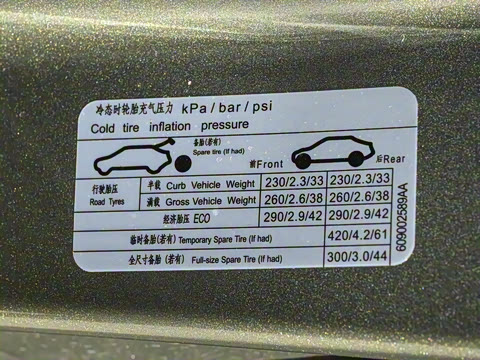 冷态时轮胎充气压力 kPa / bar / psi
Cold tire inflation pressure
备胎(若有)
Spare tire (If had)
前Front 后Rear
行驶胎压 Road Tyres
半载 Curb Vehicle Weight 230/2.3/33 230/2.3/33
满载 Gross Vehicle Weight 260/2.6/38 260/2.6/38
经济胎压 ECO 290/2.9/42 290/2.9/42
临时备胎(若有) Temporary Spare Tire (If had) 420/4.2/61
全尺寸备胎 (若有) Full-size Spare Tire (If had) 300/3.0/44
609002589AA